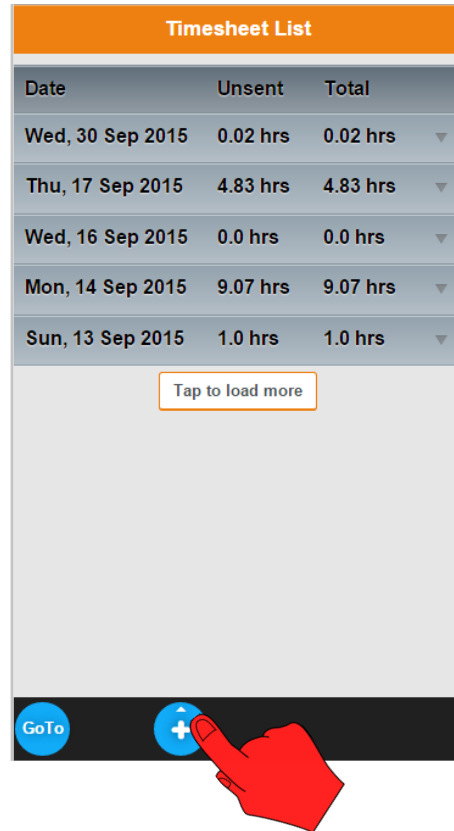 Timesheet List
Date Unsent Total
Wed, 30 Sep 2015 0.02 hrs 0.02 hrs
Thu, 17 Sep 2015 4.83 hrs 4.83 hrs
Wed, 16 Sep 2015 0.0 hrs 0.0 hrs
Mon, 14 Sep 2015 9.07 hrs 9.07 hrs
Sun, 13 Sep 2015 1.0 hrs 1.0 hrs
Tap to load more
GoTo